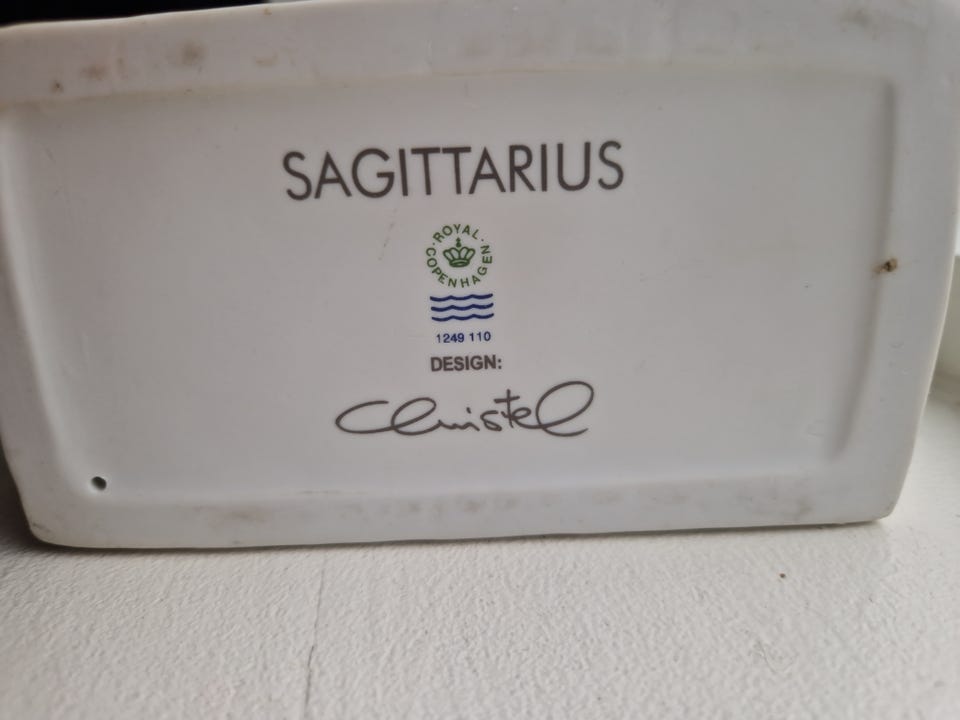 SAGITTARIUS
ROYAL
COPENHAGEN
1249 110
DESIGN:
Christel